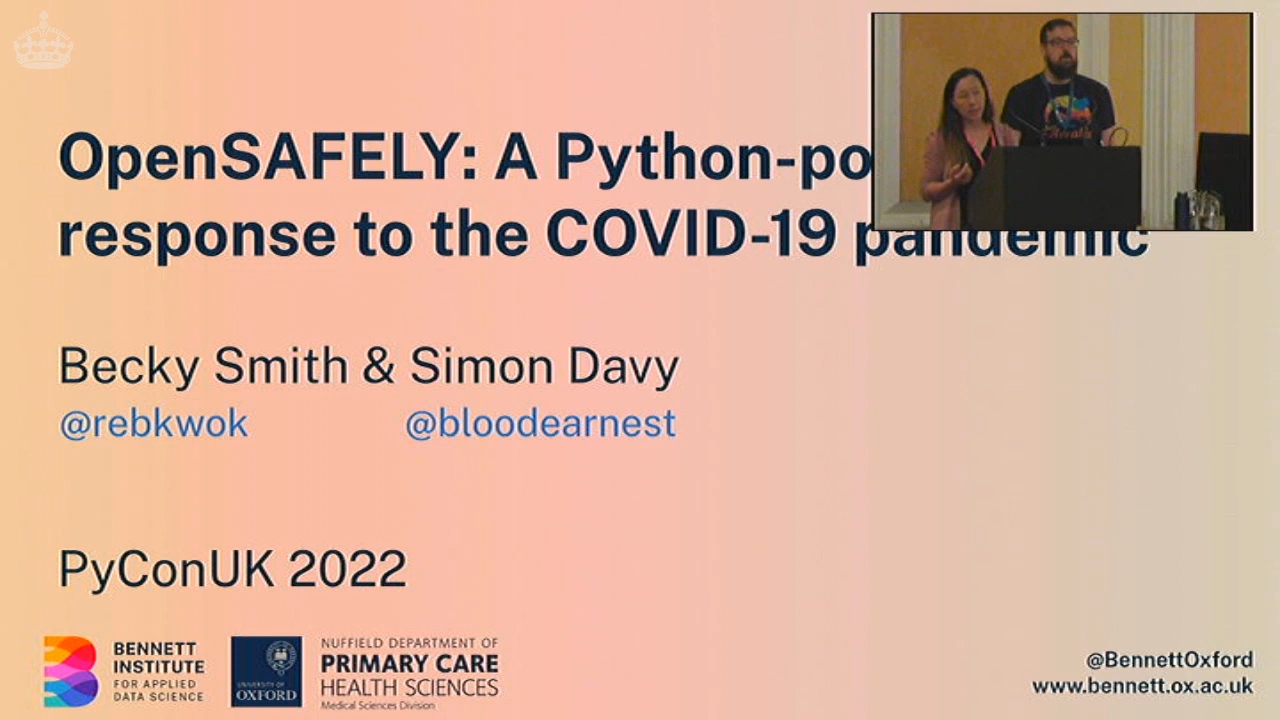 OpenSAFELY: A Python-po
response to the COVID-19 pandemic
Becky Smith & Simon Davy
@rebkwok @bloodearnest
PyConUK 2022
BENNETT
INSTITUTE
FOR APPLIED
DATA SCIENCE
UNIVERSITY OF
OXFORD
NUFFIELD DEPARTMENT OF
PRIMARY CARE
HEALTH SCIENCES
Medical Sciences Division
@BennettOxford
www.bennett.ox.ac.uk